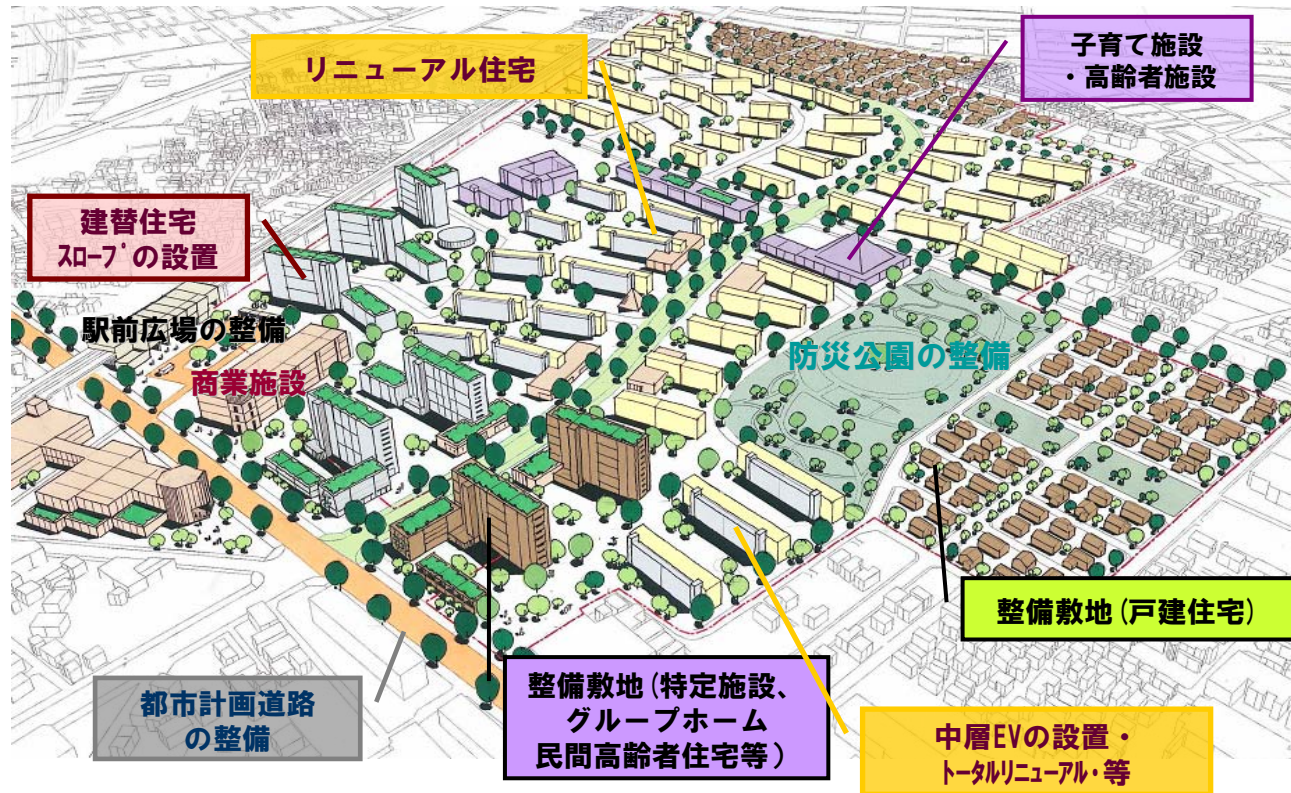 リニューアル住宅
子育て施設
・高齢者施設
建替住宅
ｽﾛｰﾌﾟの設置
駅前広場の整備
商業施設
防災公園の整備
整備敷地(戸建住宅)
都市計画道路
の整備
整備敷地(特定施設、
グループホーム
民間高齢者住宅等)
中層EVの設置・
ﾄｰﾀﾙﾘﾆｭｰｱﾙ･等